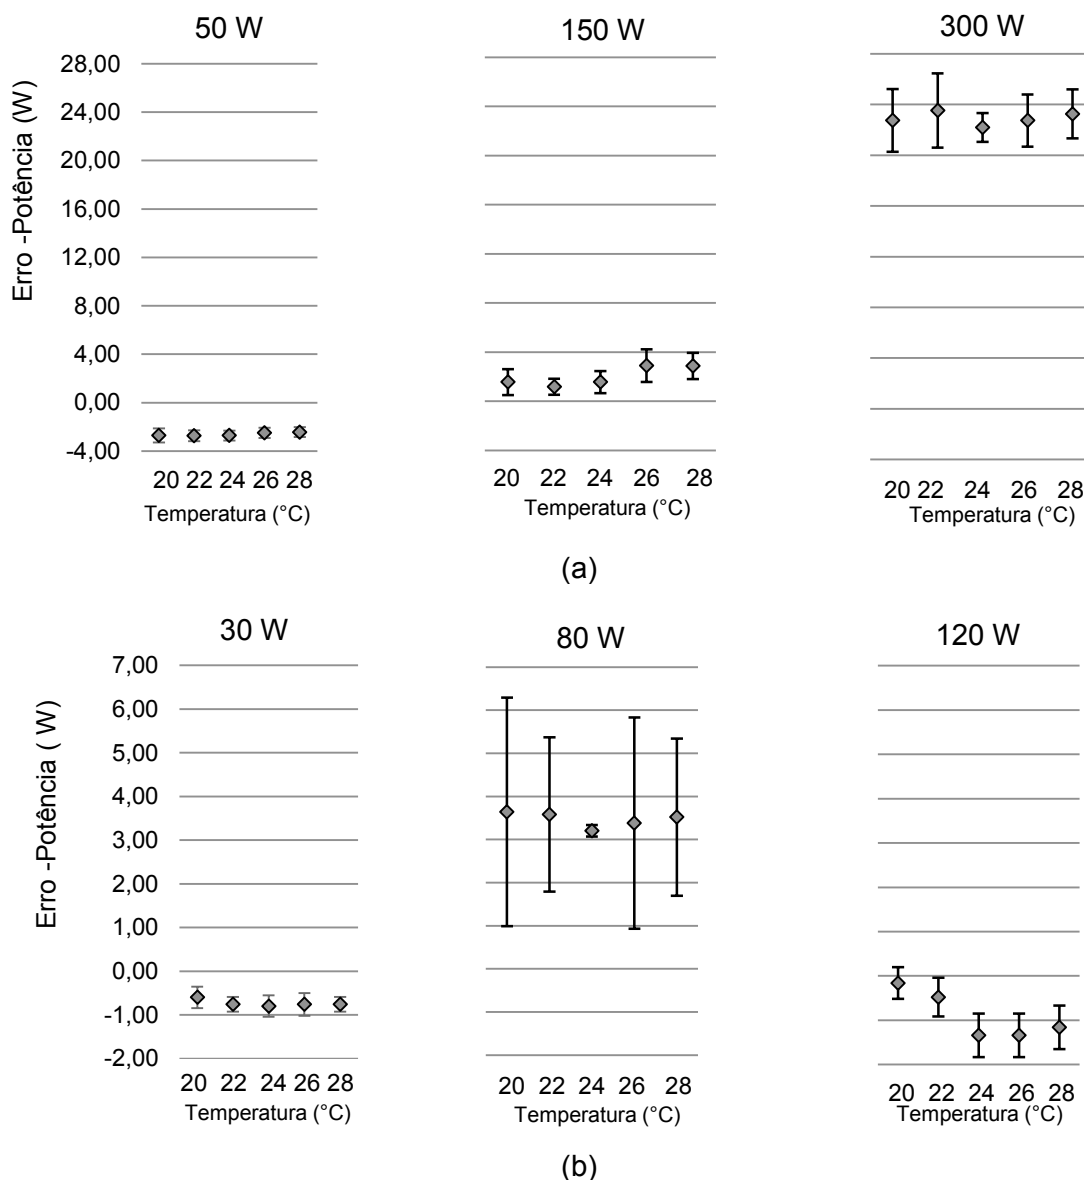 50 W
150 W
300 W
28,00
24,00
20,00
16,00
12,00
8,00
4,00
0,00
-4,00
Erro -Potência (W)
20 22 24 26 28
Temperatura (°C)
20 22 24 26 28
Temperatura (°C)
20 22 24 26 28
Temperatura (°C)
(a)
30 W
80 W
120 W
7,00
6,00
5,00
4,00
3,00
2,00
1,00
0,00
-1,00
-2,00
Erro -Potência ( W)
20 22 24 26 28
Temperatura (°C)
20 22 24 26 28
Temperatura (°C)
20 22 24 26 28
Temperatura (°C)
(b)